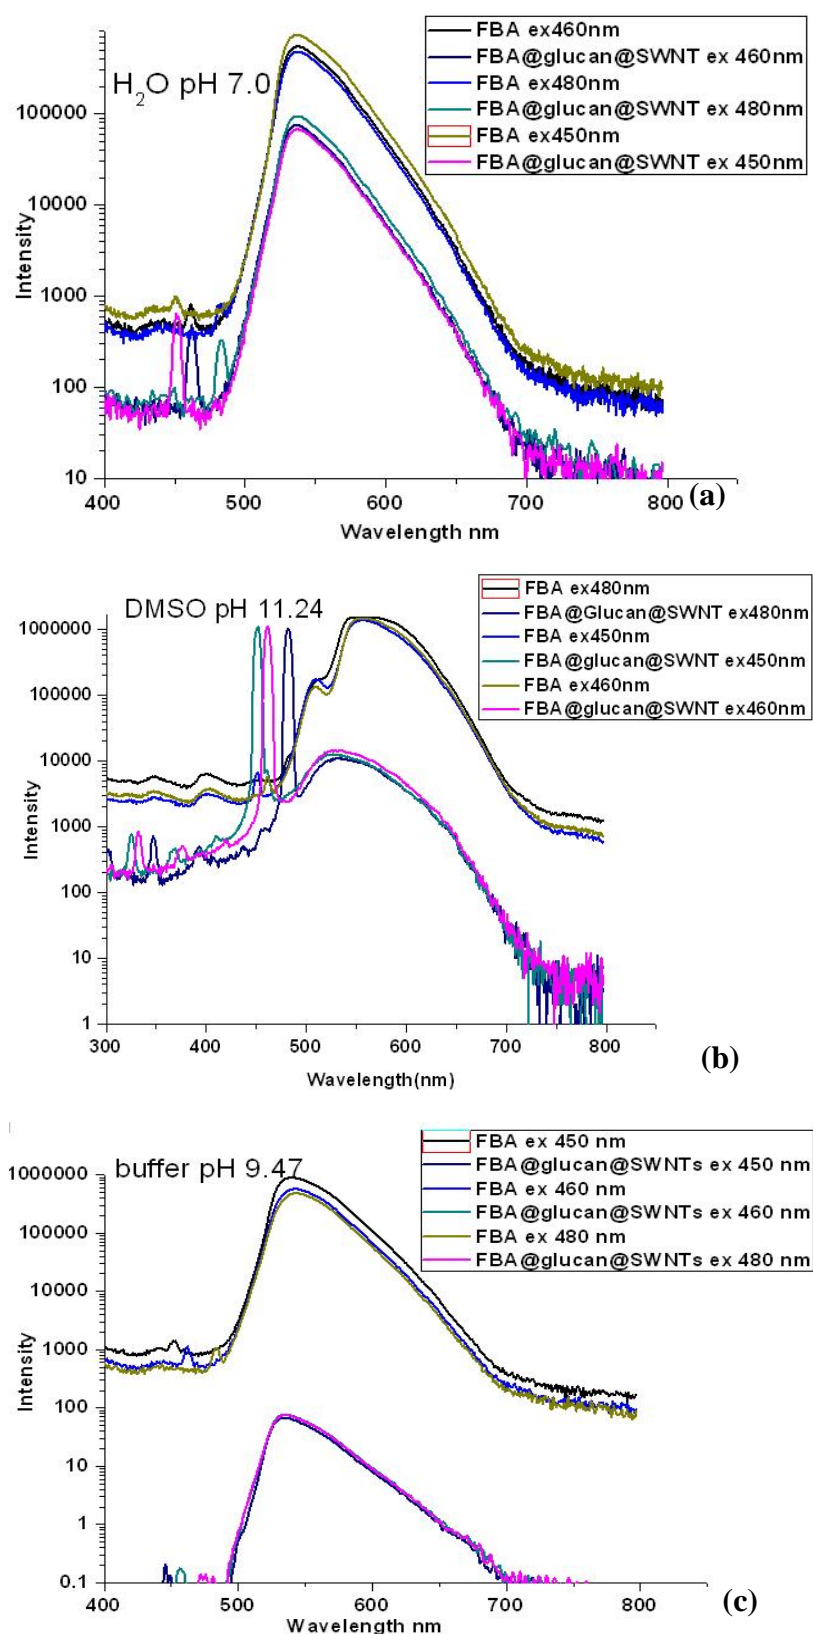 FBA ex460nm
FBA@glucan@SWNT ex 460nm
FBA ex480nm
FBA@glucan@SWNT ex 480nm
FBA ex450nm
FBA@glucan@SWNT ex 450nm
H2O pH 7.0
Intensity
100000
10000
1000
100
10
400 500 600 700 800
Wavelength nm
(a)
FBA ex480nm
FBA@Glucan@SWNT ex480nm
FBA ex450nm
FBA@glucan@SWNT ex450nm
FBA ex460nm
FBA@glucan@SWNT ex460nm
DMSO pH 11.24
Intensity
1000000
100000
10000
1000
100
10
1
300 400 500 600 700 800
Wavelength(nm)
(b)
FBA ex 450 nm
FBA@glucan@SWNTs ex 450 nm
FBA ex 460 nm
FBA@glucan@SWNTs ex 460 nm
FBA ex 480 nm
FBA@glucan@SWNTs ex 480 nm
buffer pH 9.47
Intensity
1000000
100000
10000
1000
100
10
1
0.1
400 500 600 700 800
Wavelength nm
(c)